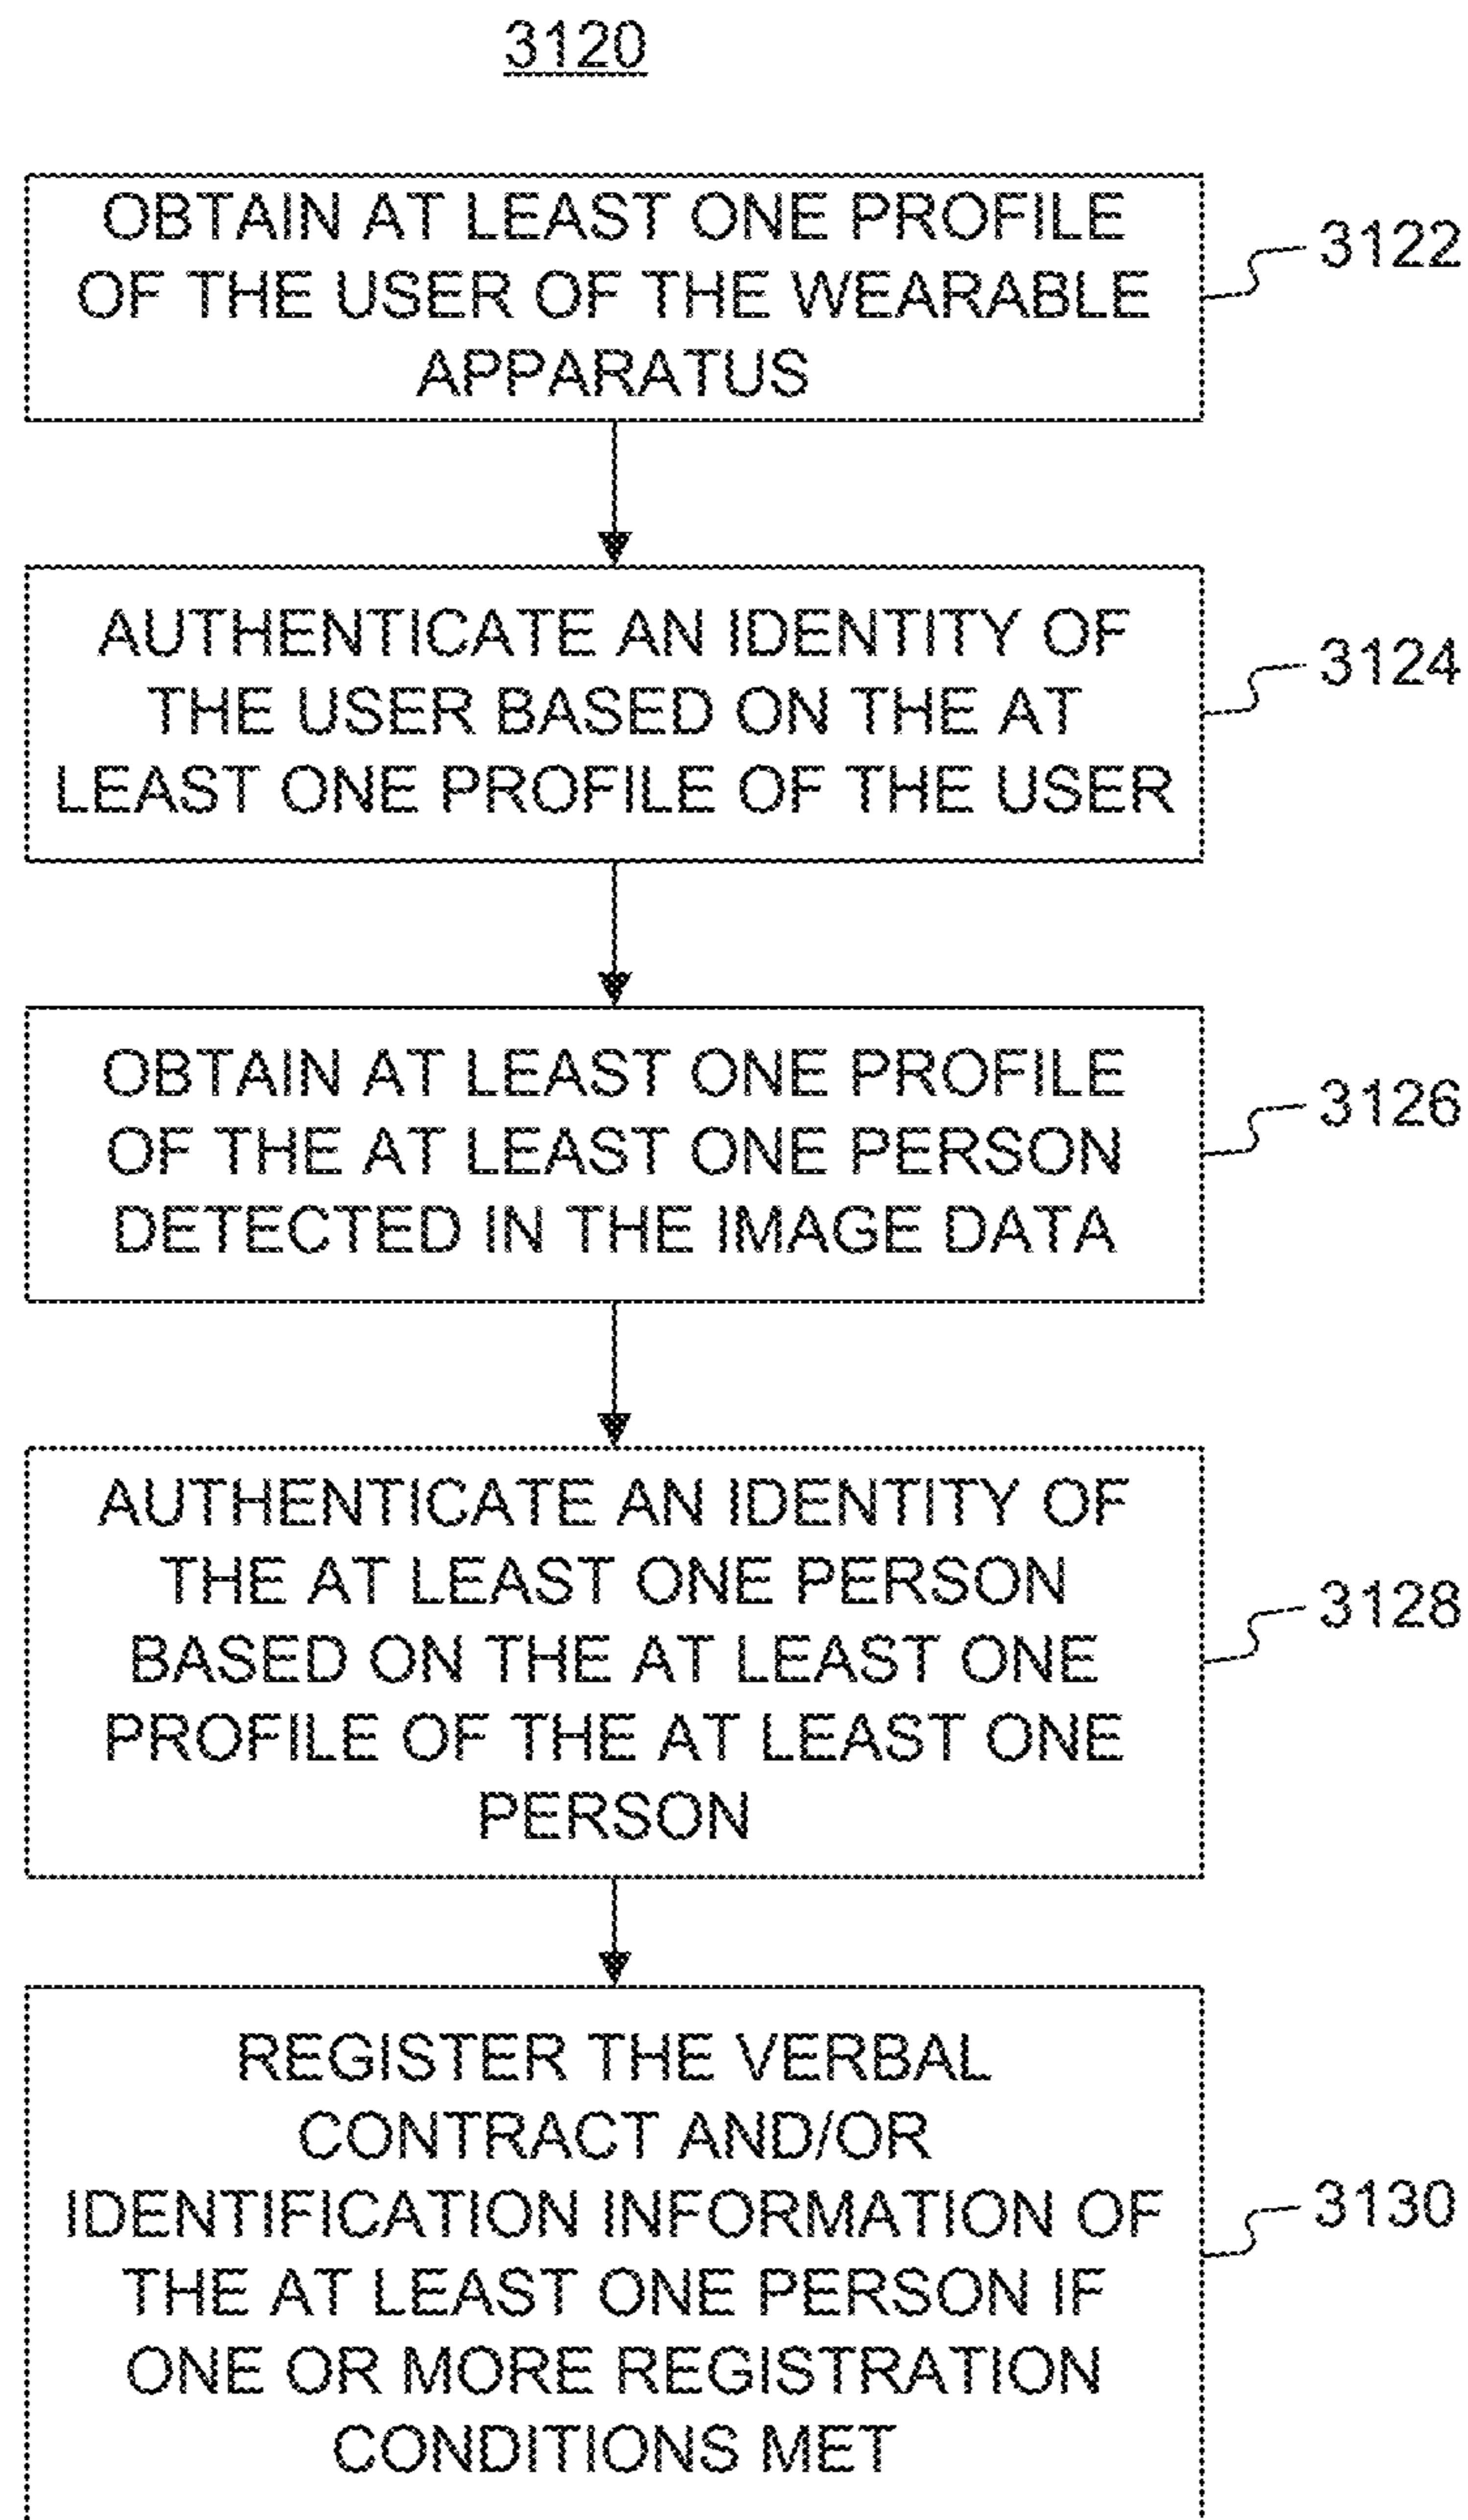 3120
OBTAIN AT LEAST ONE PROFILE
OF THE USER OF THE WEARABLE
APPARATUS
3122
AUTHENTICATE AN IDENTITY OF
THE USER BASED ON THE AT
LEAST ONE PROFILE OF THE USER
3124
OBTAIN AT LEAST ONE PROFILE
OF THE AT LEAST ONE PERSON
DETECTED IN THE IMAGE DATA
3126
AUTHENTICATE AN IDENTITY OF
THE AT LEAST ONE PERSON
BASED ON THE AT LEAST ONE
PROFILE OF THE AT LEAST ONE
PERSON
3128
REGISTER THE VERBAL
CONTRACT AND/OR
IDENTIFICATION INFORMATION OF
THE AT LEAST ONE PERSON IF
ONE OR MORE REGISTRATION
CONDITIONS MET
3130